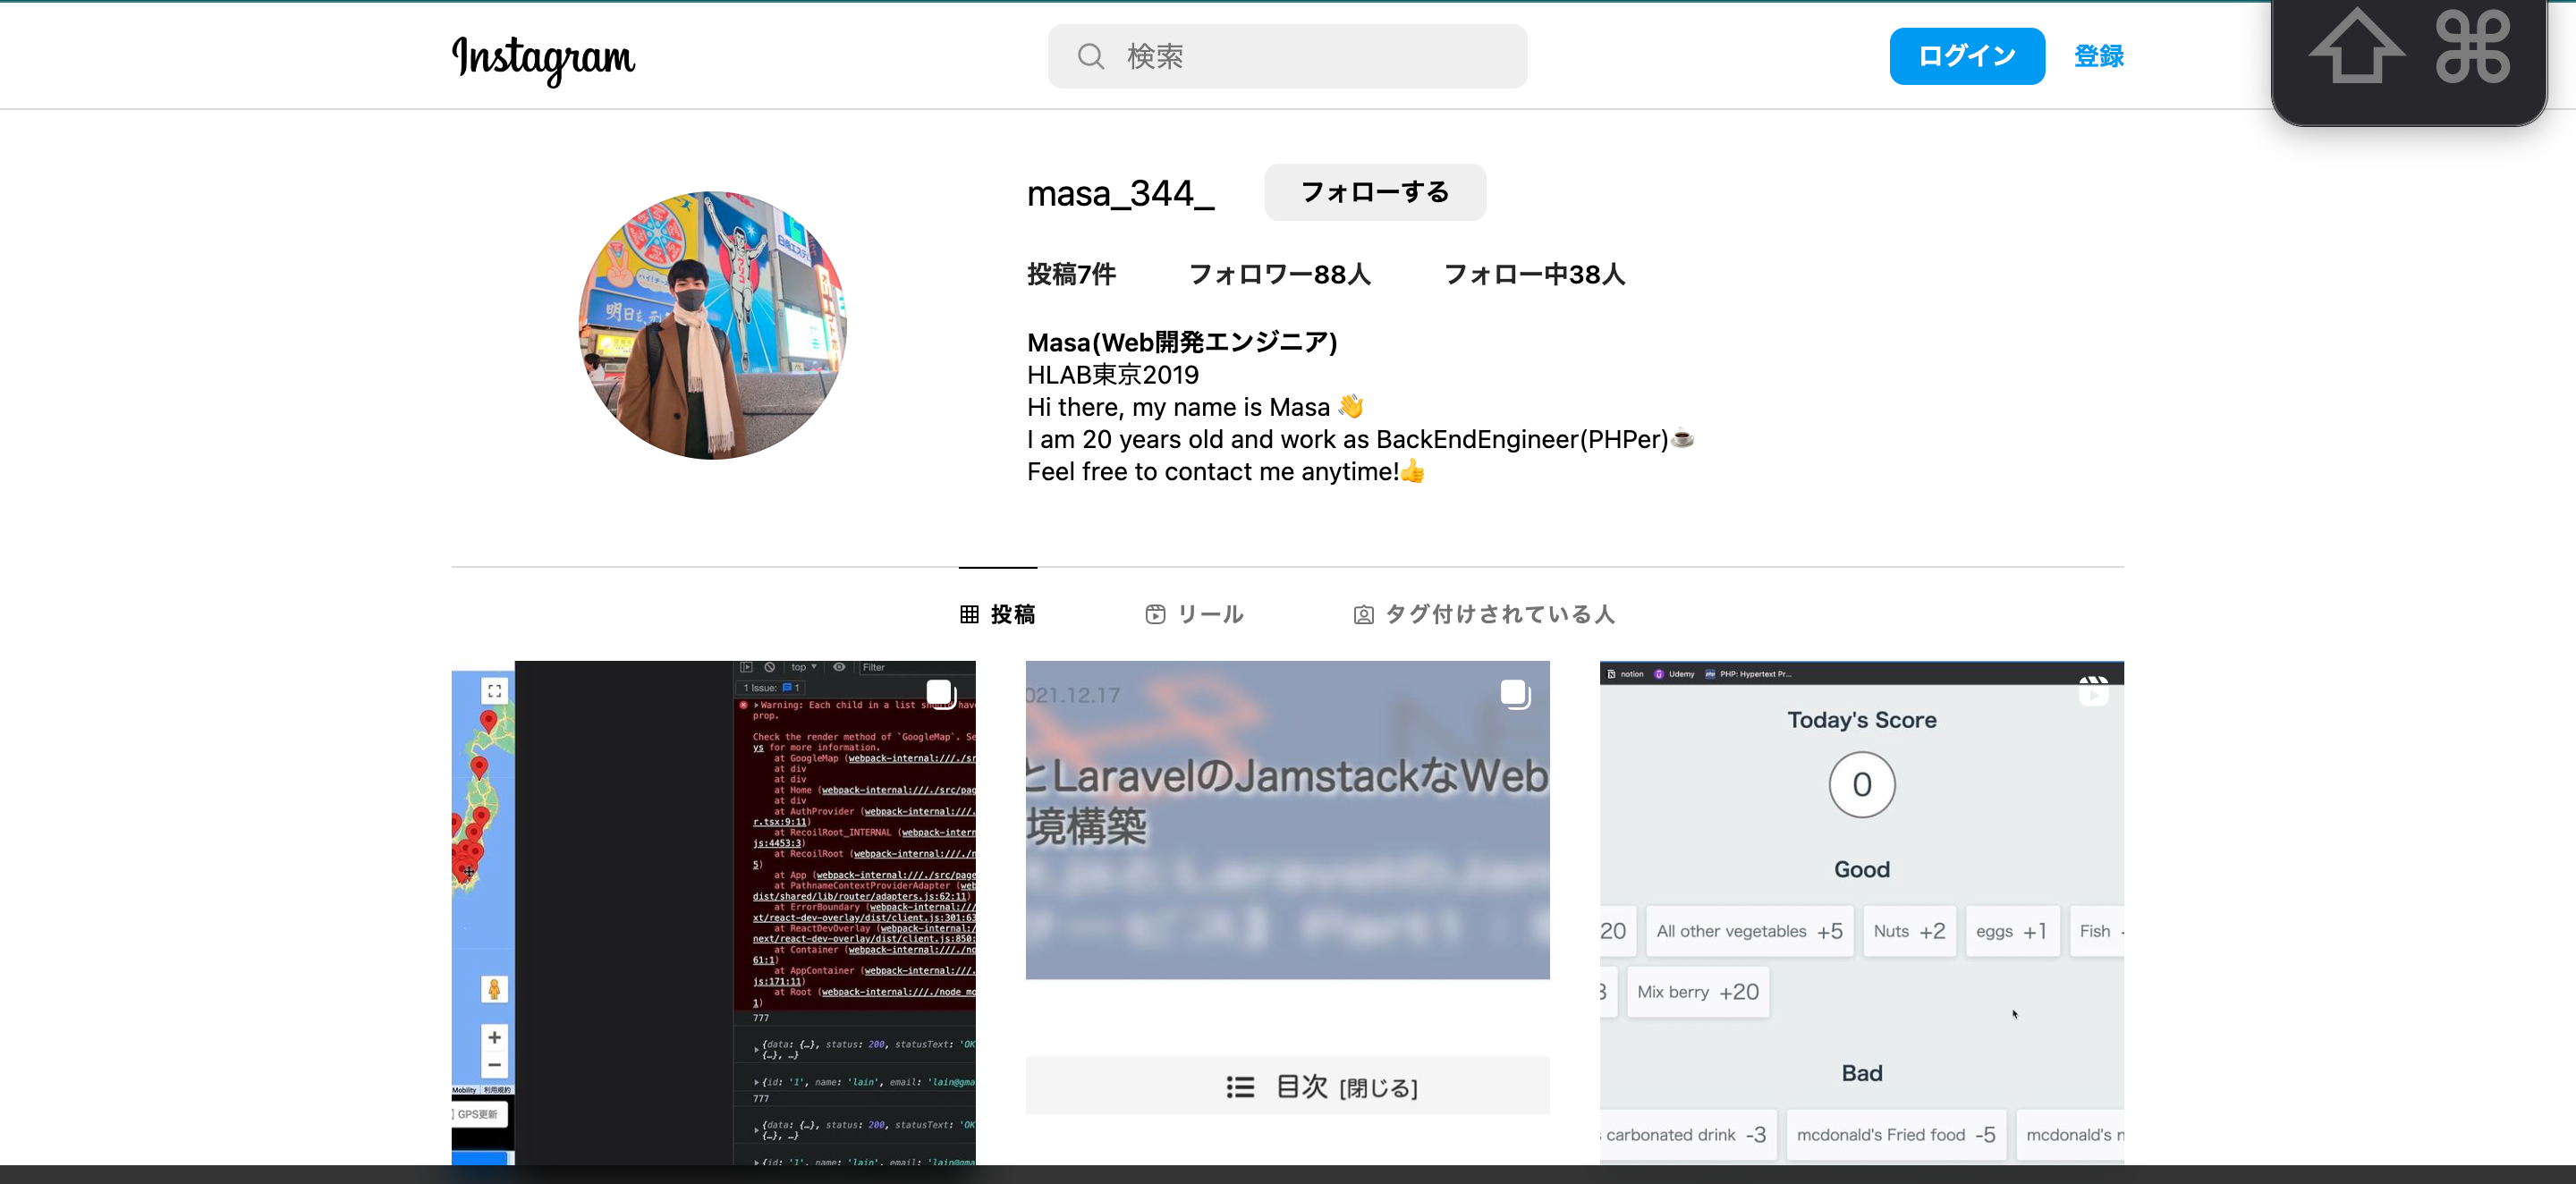 Instagram
検索
ログイン
登録
masa_344_
フォローする
投稿7件
フォロワー88人
フォロー中38人
Masa(Web開発エンジニア)
HLAB東京2019
Hi there, my name is Masa 👋
I am 20 years old and work as BackEndEngineer(PHPer)☕
Feel free to contact me anytime!👍
投稿
リール
タグ付けされている人
top
Filter
1 Issue: 1
Warning: Each child in a list should have
prop.
Check the render method of `GoogleMap`. Se
ys for more information.
at GoogleMap (webpack-internal:///./sr
at div
at div
at Home (webpack-internal:///./src/pag
at div
at AuthProvider (webpack-internal:///.
r.tsx:9:11)
at RecoilRoot_INTERNAL (webpack-intern
js:4453:3)
at RecoilRoot (webpack-internal:///./n
5)
at App (webpack-internal:///./src/page
at PathnameContextProviderAdapter (web
dist/shared/lib/router/adapters.js:62:11)
at ErrorBoundary (webpack-internal:///
xt/react-dev-overlay/dist/client.js:301:63
at ReactDevOverlay (webpack-internal:/
next/react-dev-overlay/dist/client.js:850:
at Container (webpack-internal:///./no
61:1)
at AppContainer (webpack-internal:///.
js:171:11)
at Root (webpack-internal:///./node_mo
1)
777
{data: {…}, status: 200, statusText: 'OK
{…}, …}
{id: '1', name: 'lain', email: 'lain@gma
777
{data: {…}, status: 200, statusText: 'OK
{…}, …}
{id: '1', name: 'lain', email: 'lain@gma
Mobility 利用規約
GPS更新
021.12.17
とLaravelのJamstackなWeb
境構築
目次 [閉じる]
notion Udemy PHP: Hypertext Pr...
Today's Score
0
Good
20 All other vegetables +5 Nuts +2 eggs +1 Fish
3 Mix berry +20
Bad
carbonated drink -3 mcdonald's Fried food -5 mcdonald's